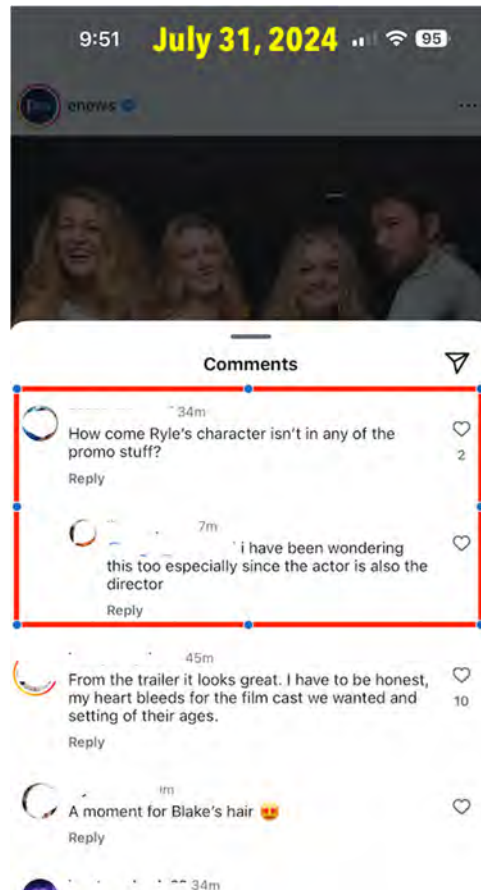 9:51 July 31, 2024 95
enews
Comments
34m
How come Ryle's character isn't in any of the
promo stuff?
2
Reply
7m
i have been wondering
this too especially since the actor is also the
director
Reply
45m
From the trailer it looks great. I have to be honest,
my heart bleeds for the film cast we wanted and
setting of their ages.
10
Reply
A moment for Blake's hair 😍
Reply
34m